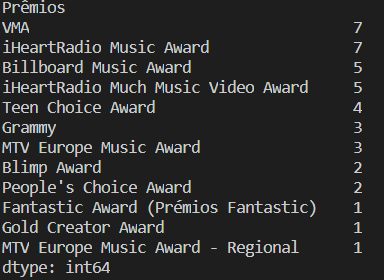 Prêmios
VMA 7
iHeartRadio Music Award 7
Billboard Music Award 5
iHeartRadio Much Music Video Award 5
Teen Choice Award 4
Grammy 3
MTV Europe Music Award 3
Blimp Award 2
People's Choice Award 2
Fantastic Award (Prémios Fantastic) 1
Gold Creator Award 1
MTV Europe Music Award - Regional 1
dtype: int64